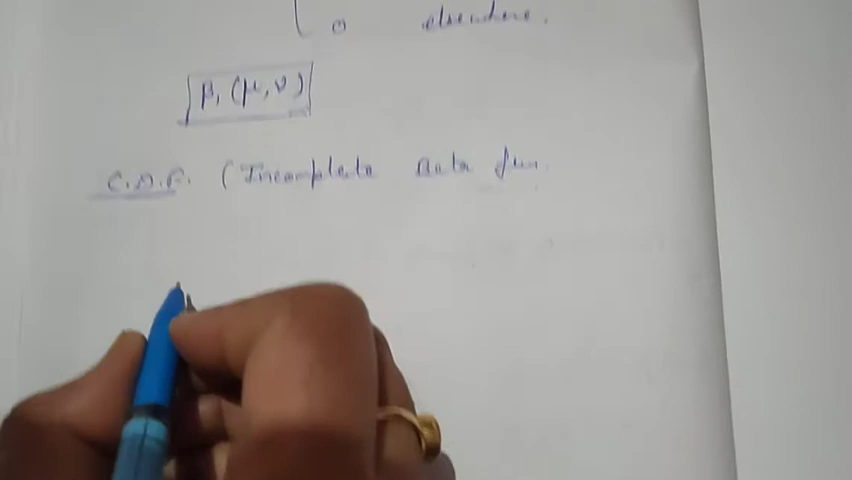 0 elsewhere.
β₁ (μ, ν)
C.D.F. (Incomplete Beta fun.